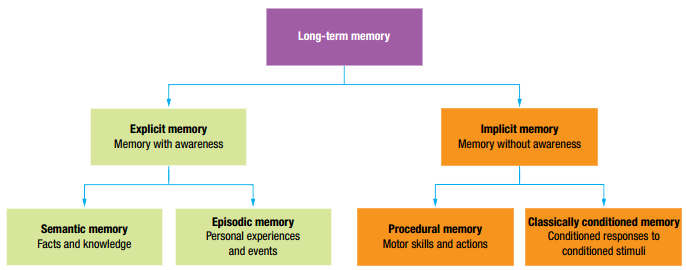 Long-term memory
Explicit memory
Memory with awareness
Implicit memory
Memory without awareness
Semantic memory
Facts and knowledge
Episodic memory
Personal experiences
and events
Procedural memory
Motor skills and actions
Classically conditioned memory
Conditioned responses to
conditioned stimuli